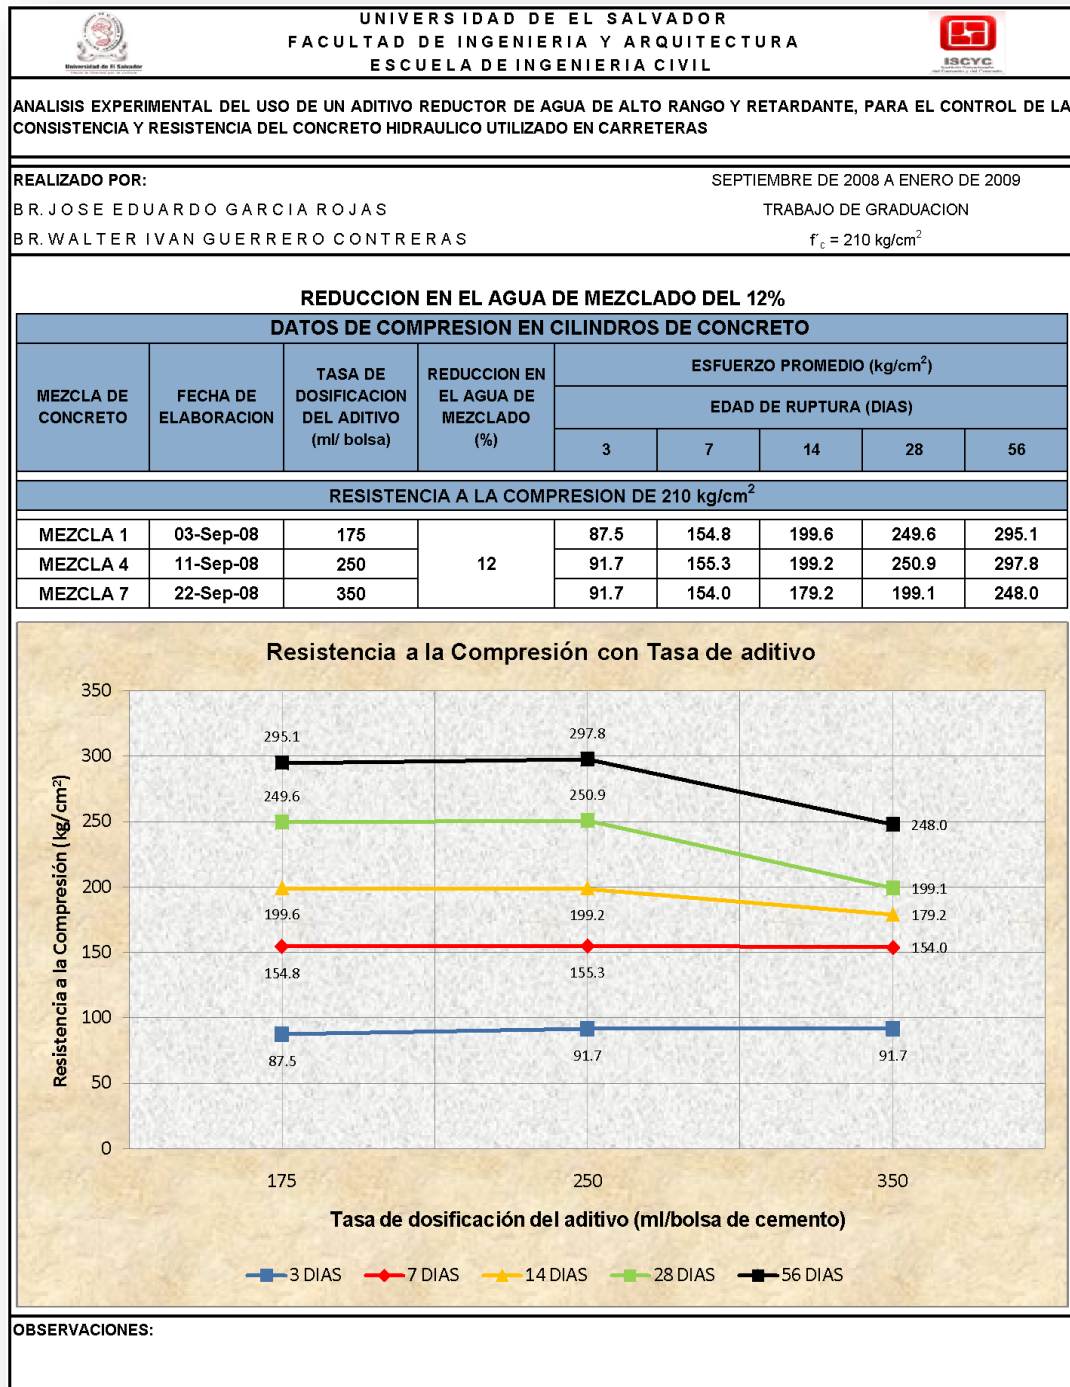 UNIVERSIDAD DE EL SALVADOR
FACULTAD DE INGENIERIA Y ARQUITECTURA
ESCUELA DE INGENIERIA CIVIL
Universidad de El Salvador
ISCYC
ANALISIS EXPERIMENTAL DEL USO DE UN ADITIVO REDUCTOR DE AGUA DE ALTO RANGO Y RETARDANTE, PARA EL CONTROL DE LA
CONSISTENCIA Y RESISTENCIA DEL CONCRETO HIDRAULICO UTILIZADO EN CARRETERAS
REALIZADO POR: SEPTIEMBRE DE 2008 A ENERO DE 2009
BR. JOSE EDUARDO GARCIA ROJAS TRABAJO DE GRADUACION
BR. WALTER IVAN GUERRERO CONTRERAS f´c = 210 kg/cm²
REDUCCION EN EL AGUA DE MEZCLADO DEL 12%
DATOS DE COMPRESION EN CILINDROS DE CONCRETO
MEZCLA DE
CONCRETO
FECHA DE
ELABORACION
TASA DE
DOSIFICACION
DEL ADITIVO
(ml/ bolsa)
REDUCCION EN
EL AGUA DE
MEZCLADO
(%)
ESFUERZO PROMEDIO (kg/cm²)
EDAD DE RUPTURA (DIAS)
3 7 14 28 56
RESISTENCIA A LA COMPRESION DE 210 kg/cm²
MEZCLA 1 03-Sep-08 175 87.5 154.8 199.6 249.6 295.1
MEZCLA 4 11-Sep-08 250 12 91.7 155.3 199.2 250.9 297.8
MEZCLA 7 22-Sep-08 350 91.7 154.0 179.2 199.1 248.0
Resistencia a la Compresión con Tasa de aditivo
Resistencia a la Compresión (kg/cm²)
350
300
250
200
150
100
50
0
295.1 297.8 248.0
249.6 250.9 199.1
199.6 199.2 179.2
154.8 155.3 154.0
87.5 91.7 91.7
175 250 350
Tasa de dosificación del aditivo (ml/bolsa de cemento)
3 DIAS 7 DIAS 14 DIAS 28 DIAS 56 DIAS
OBSERVACIONES: